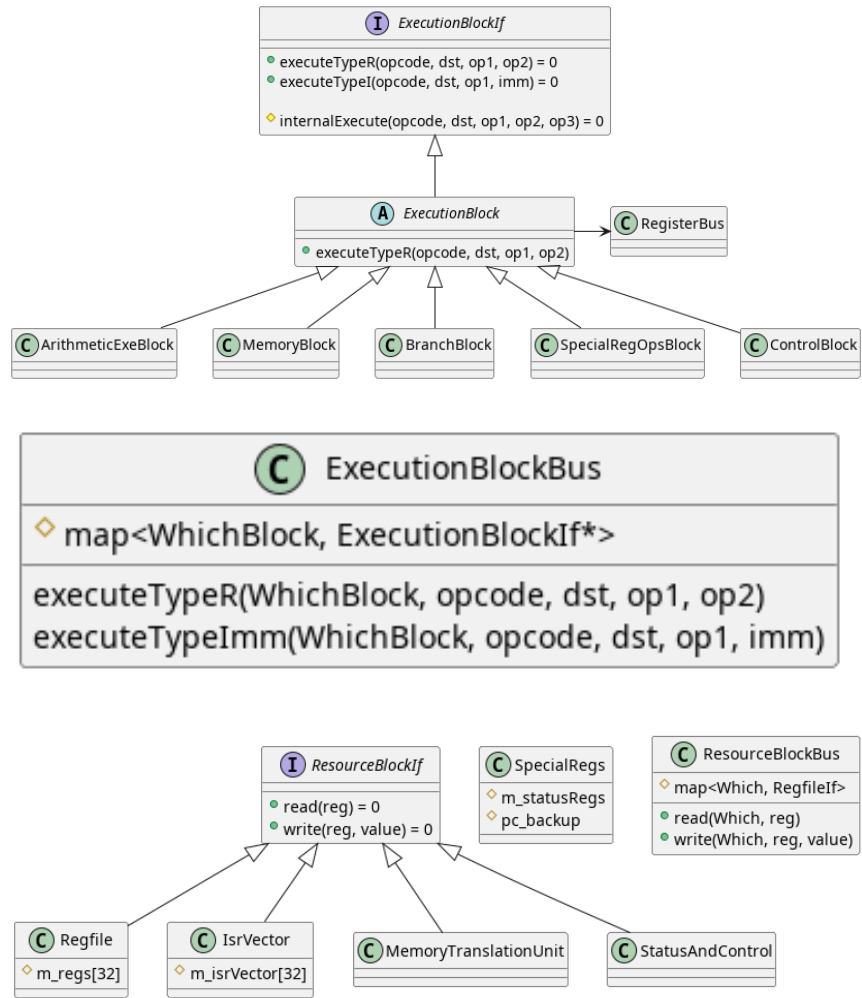 I ExecutionBlockIf
executeTypeR(opcode, dst, op1, op2) = 0
executeTypeI(opcode, dst, op1, imm) = 0
internalExecute(opcode, dst, op1, op2, op3) = 0
A ExecutionBlock
executeTypeR(opcode, dst, op1, op2)
C RegisterBus
C ArithmeticExeBlock
C MemoryBlock
C BranchBlock
C SpecialRegOpsBlock
C ControlBlock
C ExecutionBlockBus
map<WhichBlock, ExecutionBlockIf*>
executeTypeR(WhichBlock, opcode, dst, op1, op2)
executeTypeImm(WhichBlock, opcode, dst, op1, imm)
I ResourceBlockIf
read(reg) = 0
write(reg, value) = 0
C SpecialRegs
m_statusRegs
pc_backup
C ResourceBlockBus
map<Which, RegfileIf>
read(Which, reg)
write(Which, reg, value)
C Regfile
m_regs[32]
C IsrVector
m_isrVector[32]
C MemoryTranslationUnit
C StatusAndControl